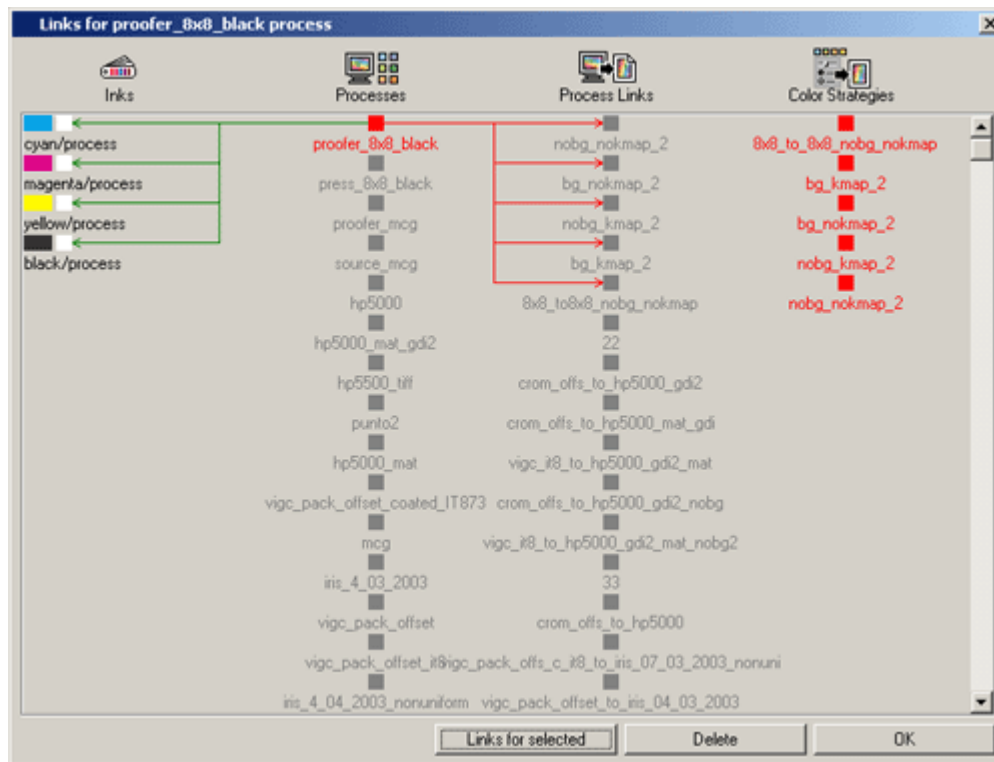 Links for proofer_8x8_black process
Inks
Processes
Process Links
Color Strategies
cyan/process
magenta/process
yellow/process
black/process
proofer_8x8_black
press_8x8_black
proofer_mcg
source_mcg
hp5000
hp5000_mat_gdi2
hp5500_tiff
punto2
hp5000_mat
vigc_pack_offset_coated_IT873
mcg
iris_4_03_2003
vigc_pack_offset
vigc_pack_offset_it8
iris_4_04_2003_nonuniform
nobg_nokmap_2
bg_nokmap_2
nobg_kmap_2
bg_kmap_2
8x8_to8x8_nobg_nokmap
22
crom_offs_to_hp5000_gdi2
crom_offs_to_hp5000_mat_gdi
vigc_it8_to_hp5000_gdi2_mat
crom_offs_to_hp5000_gdi2_nobg
vigc_it8_to_hp5000_gdi2_mat_nobg2
33
crom_offs_to_hp5000
vigc_pack_offs_c_it8_to_iris_07_03_2003_nonuni
vigc_pack_offset_to_iris_04_03_2003
8x8_to_8x8_nobg_nokmap
bg_kmap_2
bg_nokmap_2
nobg_kmap_2
nobg_nokmap_2
Links for selected
Delete
OK